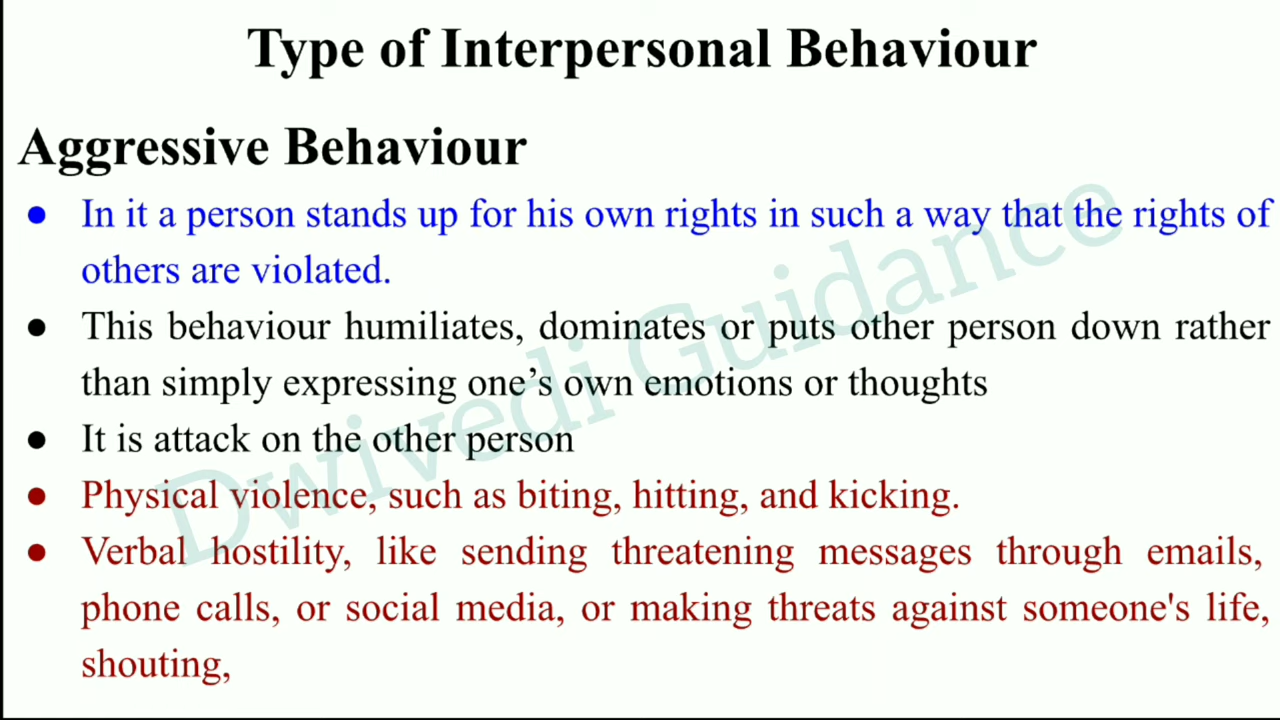 Type of Interpersonal Behaviour
Aggressive Behaviour
● In it a person stands up for his own rights in such a way that the rights of
others are violated.
● This behaviour humiliates, dominates or puts other person down rather
than simply expressing one’s own emotions or thoughts
● It is attack on the other person
● Physical violence, such as biting, hitting, and kicking.
● Verbal hostility, like sending threatening messages through emails,
phone calls, or social media, or making threats against someone's life,
shouting,
Dwivedi Guidance